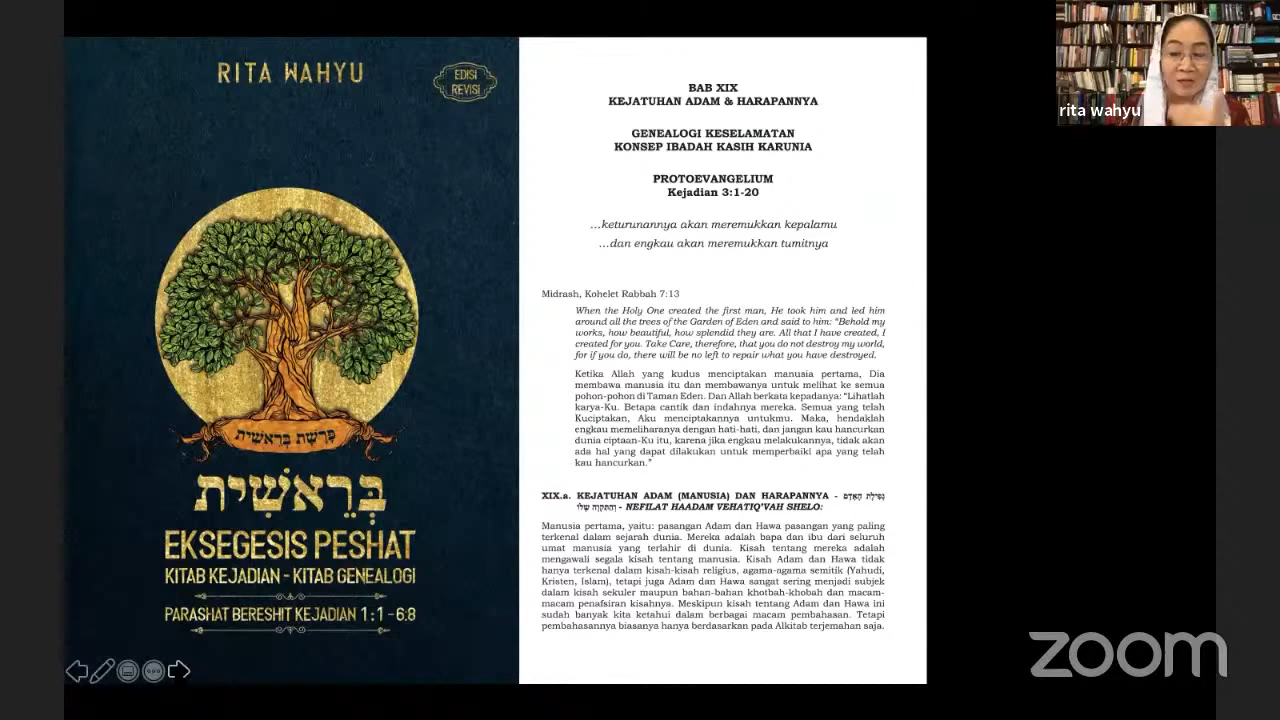 RITA WAHYU
EDISI
REVISI
פָּרָשַׁת בְּרֵאשִׁית
בְּרֵאשִׁית
EKSEGESIS PESHAT
KITAB KEJADIAN - KITAB GENEALOGI
PARASHAT BERESHIT KEJADIAN 1:1 - 6:8
BAB XIX
KEJATUHAN ADAM & HARAPANNYA
GENEALOGI KESELAMATAN
KONSEP IBADAH KASIH KARUNIA
PROTOEVANGELIUM
Kejadian 3:1-20
...keturunannya akan meremukkan kepalamu
...dan engkau akan meremukkan tumitnya
Midrash, Kohelet Rabbah 7:13
When the Holy One created the first man, He took him and led him
around all the trees of the Garden of Eden and said to him: “Behold my
works, how beautiful, how splendid they are. All that I have created, I
created for you. Take Care, therefore, that you do not destroy my world,
for if you do, there will be no left to repair what you have destroyed.
Ketika Allah yang kudus menciptakan manusia pertama, Dia
membawa manusia itu dan membawanya untuk melihat ke semua
pohon-pohon di Taman Eden. Dan Allah berkata kepadanya: “Lihatlah
karya-Ku. Betapa cantik dan indahnya mereka. Semua yang telah
Kuciptakan, Aku menciptakannya untukmu. Maka, hendaklah
engkau memeliharanya dengan hati-hati, dan jangan kau hancurkan
dunia ciptaan-Ku itu, karena jika engkau melakukannya, tidak akan
ada hal yang dapat dilakukan untuk memperbaiki apa yang telah
kau hancurkan.”
XIX.a. KEJATUHAN ADAM (MANUSIA) DAN HARAPANNYA - נְפִילַת הָאָדָם
וְהַתִּקְוָה שֶׁלּוֹ - NEFILAT HAADAM VEHATIQ'VAH SHELO:
Manusia pertama, yaitu: pasangan Adam dan Hawa pasangan yang paling
terkenal dalam sejarah dunia. Mereka adalah bapa dan ibu dari seluruh
umat manusia yang terlahir di dunia. Kisah tentang mereka adalah
mengawali segala kisah tentang manusia. Kisah Adam dan Hawa tidak
hanya terkenal dalam kisah-kisah religius, agama-agama semitik (Yahudi,
Kristen, Islam), tetapi juga Adam dan Hawa sangat sering menjadi subjek
dalam kisah sekuler maupun bahan-bahan khotbah-khobah dan macam-
macam penafsiran kisahnya. Meskipun kisah tentang Adam dan Hawa ini
sudah banyak kita ketahui dalam berbagai macam pembahasan. Tetapi
pembahasannya biasanya hanya berdasarkan pada Alkitab terjemahan saja.
rita wahyu
zoom